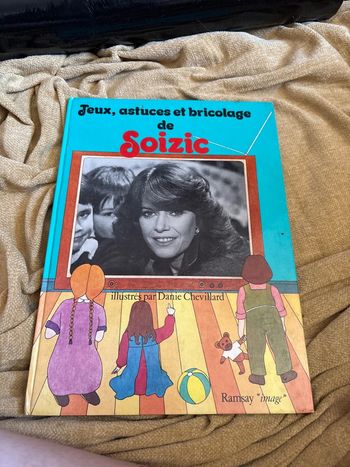 Jeux, astuces et bricolage
de
Soizic
illustrés par Danie Chevillard
Ramsay "image"